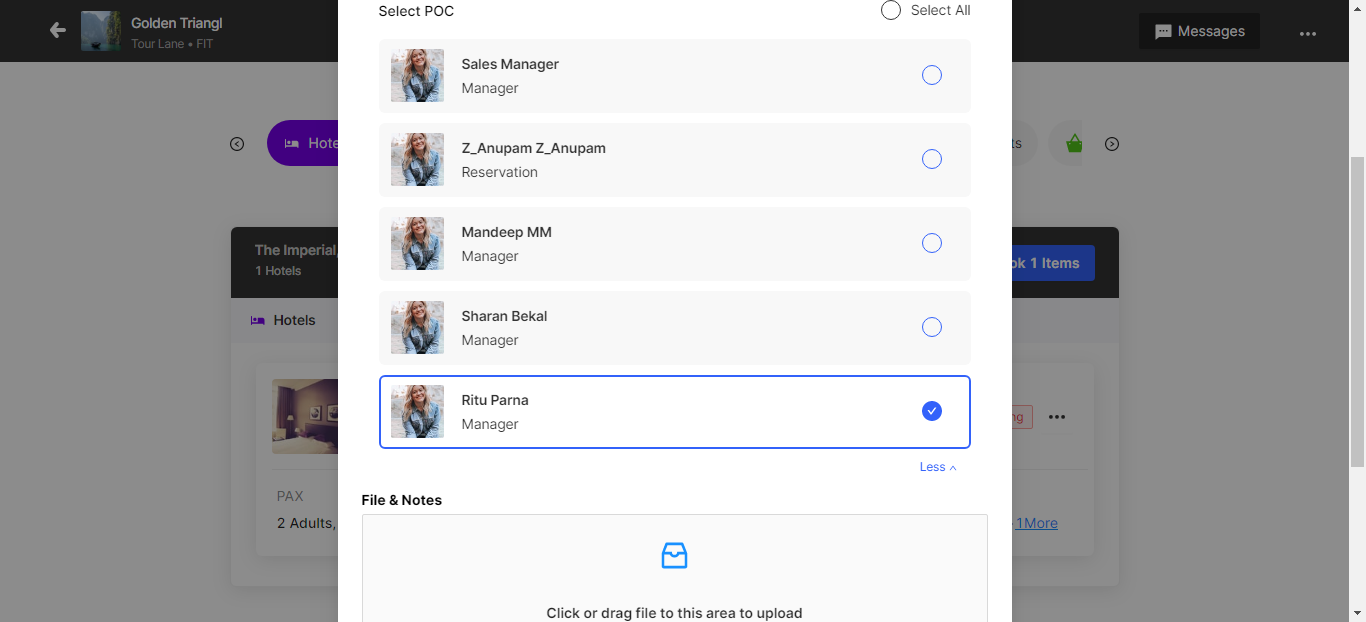 Golden Triangl
Tour Lane • FIT
Messages
Select POC
Select All
Sales Manager
Manager
Z_Anupam Z_Anupam
Reservation
Mandeep MM
Manager
Sharan Bekal
Manager
Ritu Parna
Manager
Less
File & Notes
Click or drag file to this area to upload
Hote
ts
The Imperial,
1 Hotels
ok 1 Items
Hotels
ng
PAX
2 Adults,
1More